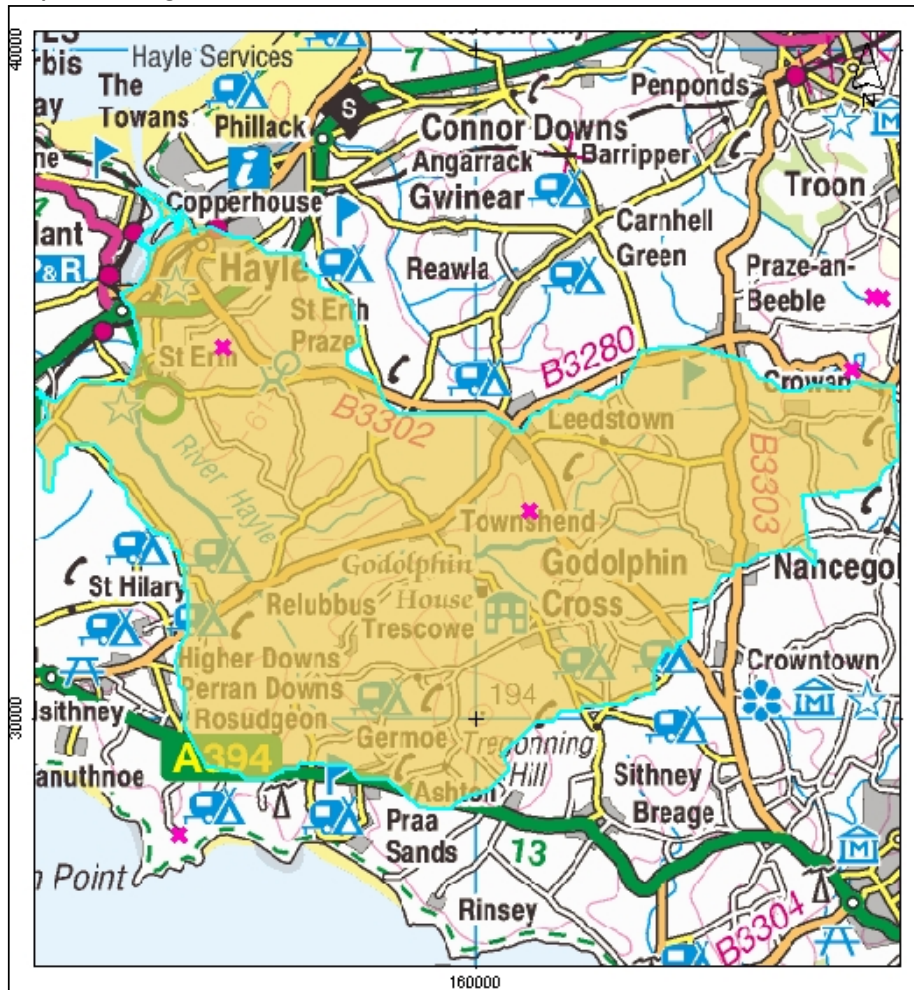 40000
30000
160000
Hayle Services
The
Towans
Phillack
S
i
7
Penponds
Connor Downs
Angarrack
Barripper
Gwinear
Troon
Copperhouse
Carnhell
Green
Reawla
Praze-an-
Beeble
Hayle
St Erth
Praze
St Erth
B3280
B3302
Crowan
Leedstown
B3303
River Hayle
Townshend
Godolphin
House
Godolphin
Cross
St Hilary
Relubbus
Trescowe
Higher Downs
Perran Downs
Rosudgeon
194
Crowntown
Germoe
Tregonning
Hill
A394
Ashton
Sithney
Breage
Praa
Sands
13
Rinsey
B3304
N
P&R